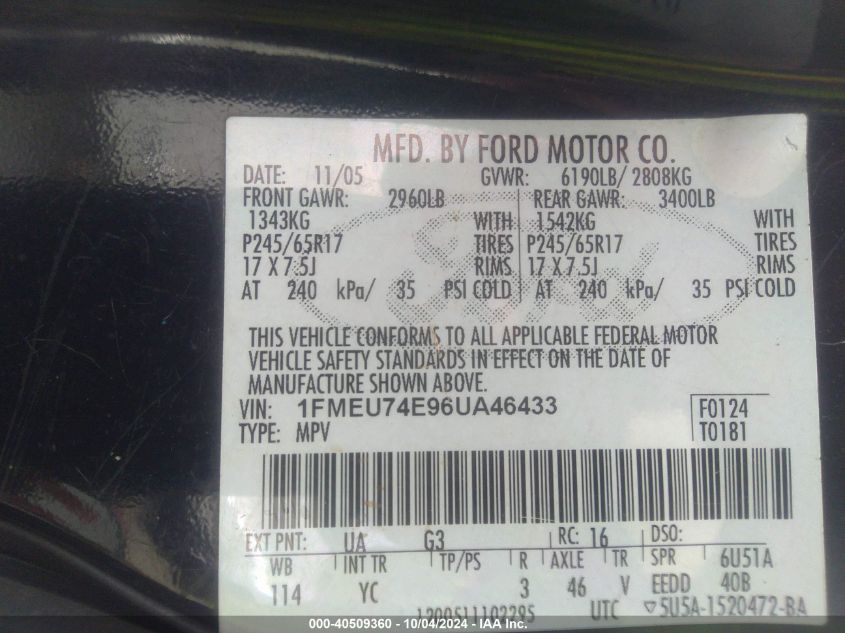 MFD. BY FORD MOTOR CO.
DATE: 11/05 GVWR: 6190LB/ 2808KG
FRONT GAWR: 2960LB REAR GAWR: 3400LB
1343KG WITH 1542KG WITH
P245/65R17 TIRES P245/65R17 TIRES
17 X 7.5J RIMS 17 X 7.5J RIMS
AT 240 kPa/ 35 PSI COLD AT 240 kPa/ 35 PSI COLD
THIS VEHICLE CONFORMS TO ALL APPLICABLE FEDERAL MOTOR
VEHICLE SAFETY STANDARDS IN EFFECT ON THE DATE OF
MANUFACTURE SHOWN ABOVE.
VIN: 1FMEU74E96UA46433 F0124
TYPE: MPV T0181
EXT PNT: UA G3 RC: 16 DSO:
WB INT TR TP/PS R AXLE TR SPR 6U51A
114 YC 3 46 V EEDD 40B
UTC ▽5U5A-1520472-BA
000-40509360 - 10/04/2024 - IAA Inc.